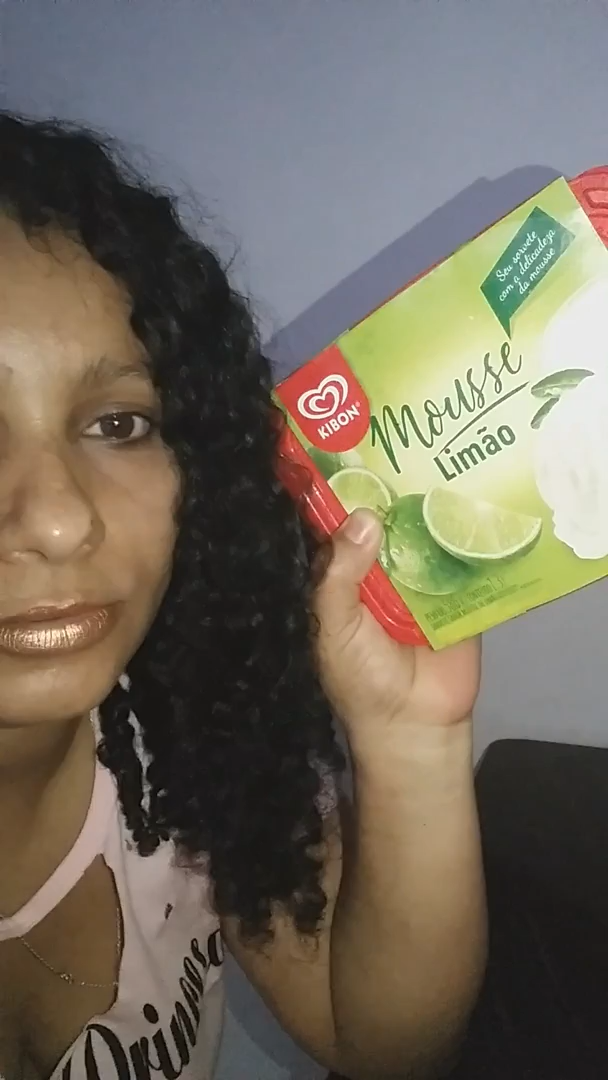 Seu sorvete
com a delicadeza
da mousse
KIBON®
Mousse
Limão